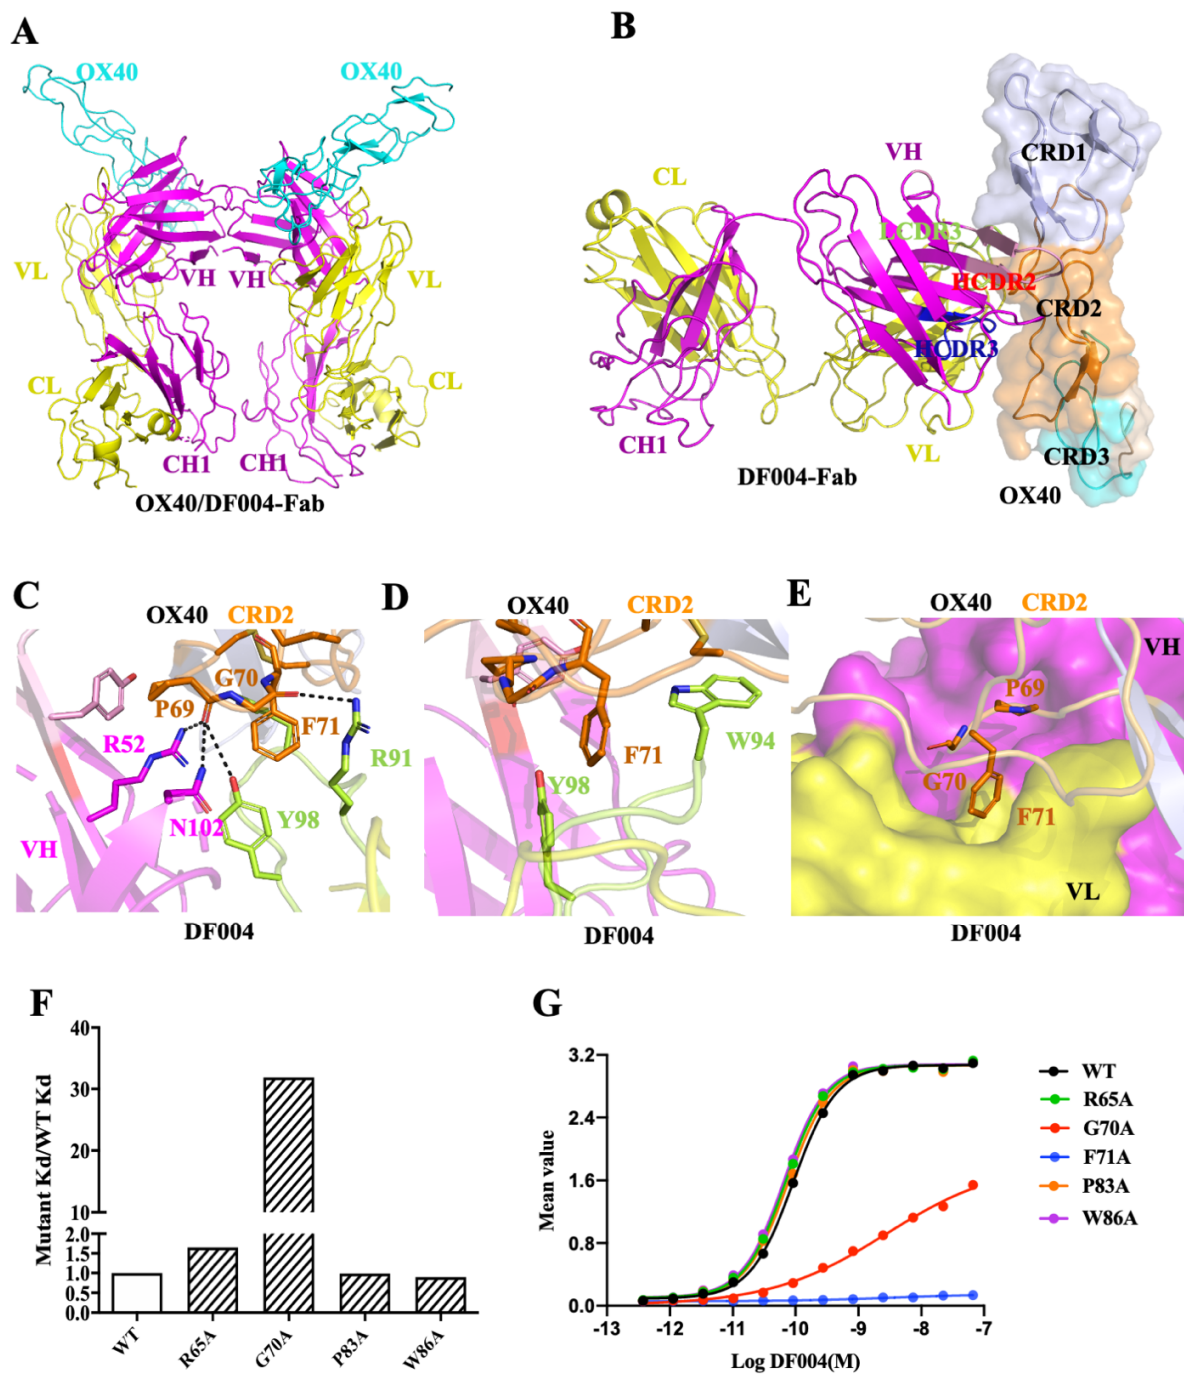 A
OX40
OX40
VL
VH
VH
VL
CL
CL
CH1
CH1
OX40/DF004-Fab
B
CL
VH
CRD1
LCDR3
HCDR2
CRD2
HCDR3
CH1
VL
CRD3
DF004-Fab
OX40
C
OX40
CRD2
G70
P69
F71
R52
R91
N102
Y98
VH
DF004
D
OX40
CRD2
W94
F71
Y98
DF004
E
OX40
CRD2
VH
P69
G70
F71
VL
DF004
F
Mutant Kd/WT Kd
40
30
20
10
2.0
1.5
1.0
0.5
0.0
WT
R65A
G70A
P83A
W86A
G
Mean value
3.2
2.4
1.6
0.8
0.0
-13
-12
-11
-10
-9
-8
-7
Log DF004(M)
WT
R65A
G70A
F71A
P83A
W86A